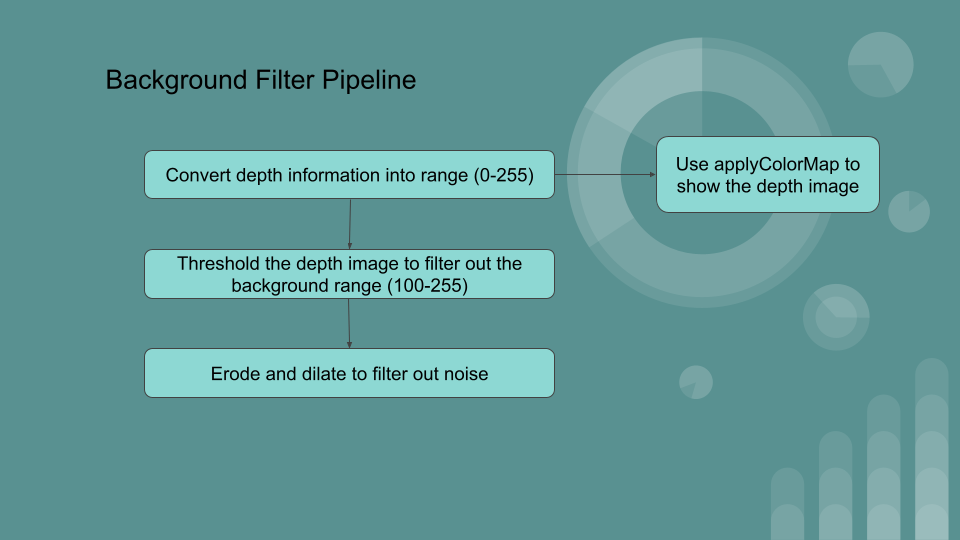 Background Filter Pipeline
Convert depth information into range (0-255)
Use applyColorMap to
show the depth image
Threshold the depth image to filter out the
background range (100-255)
Erode and dilate to filter out noise